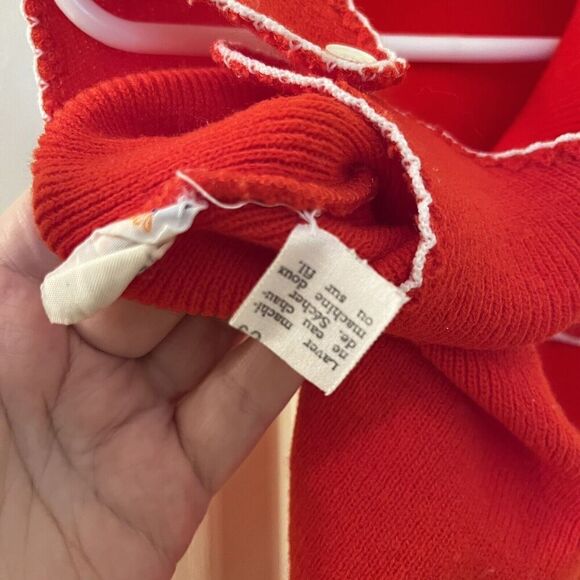 Laver machi-
ne eau chau-
de. Sécher
machine doux
ou sur fil.